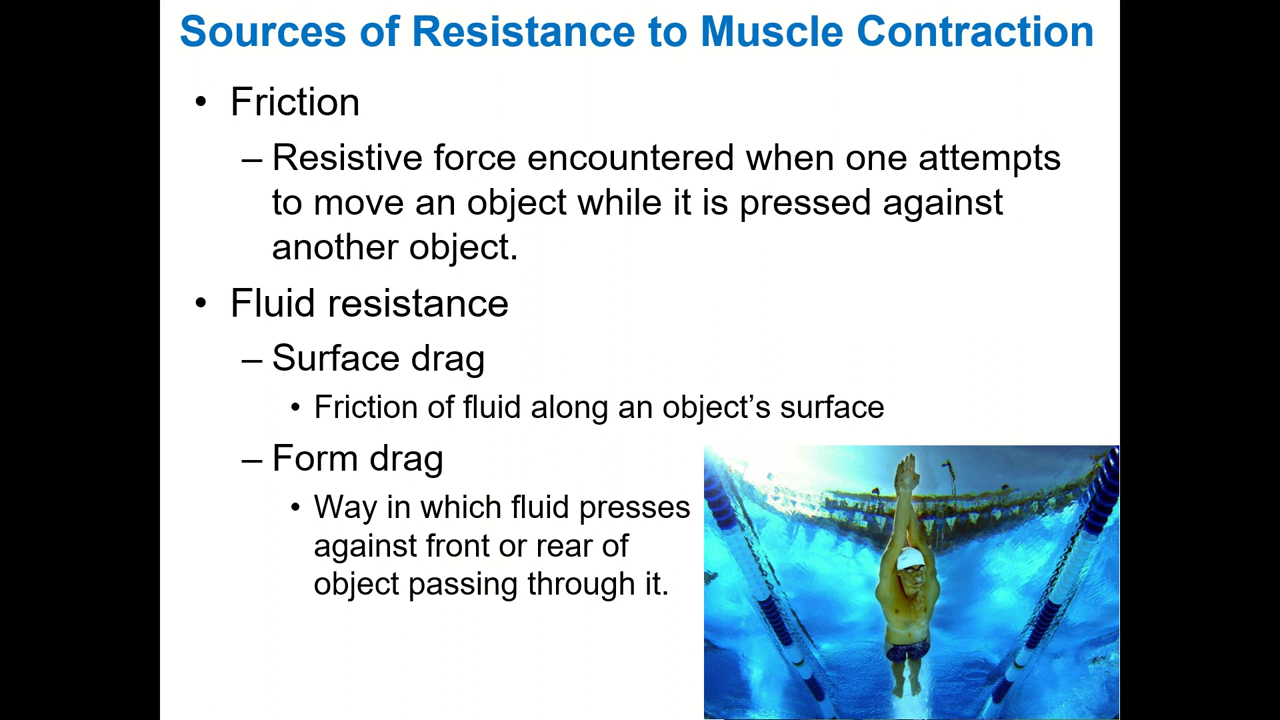 Sources of Resistance to Muscle Contraction
• Friction
– Resistive force encountered when one attempts
to move an object while it is pressed against
another object.
• Fluid resistance
– Surface drag
• Friction of fluid along an object’s surface
– Form drag
• Way in which fluid presses
against front or rear of
object passing through it.